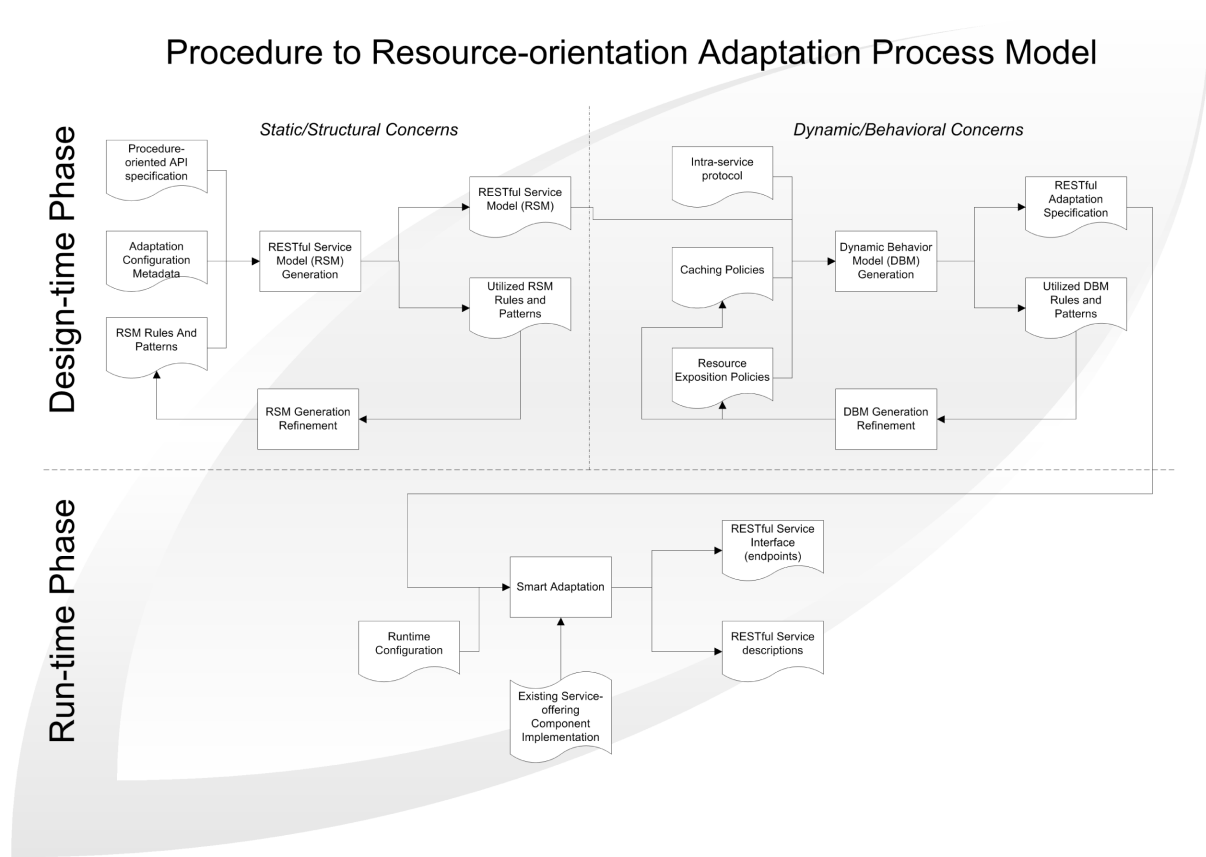 Procedure to Resource-orientation Adaptation Process Model
Design-time Phase
Static/Structural Concerns
Procedure-
oriented API
specification
Adaptation
Configuration
Metadata
RSM Rules And
Patterns
RESTful Service
Model (RSM)
Generation
RESTful Service
Model (RSM)
Utilized RSM
Rules and
Patterns
RSM Generation
Refinement
Dynamic/Behavioral Concerns
Intra-service
protocol
Caching Policies
Resource
Exposition Policies
Dynamic Behavior
Model (DBM)
Generation
RESTful
Adaptation
Specification
Utilized DBM
Rules and
Patterns
DBM Generation
Refinement
Run-time Phase
Runtime
Configuration
Smart Adaptation
Existing Service-
offering
Component
Implementation
RESTful Service
Interface
(endpoints)
RESTful Service
descriptions